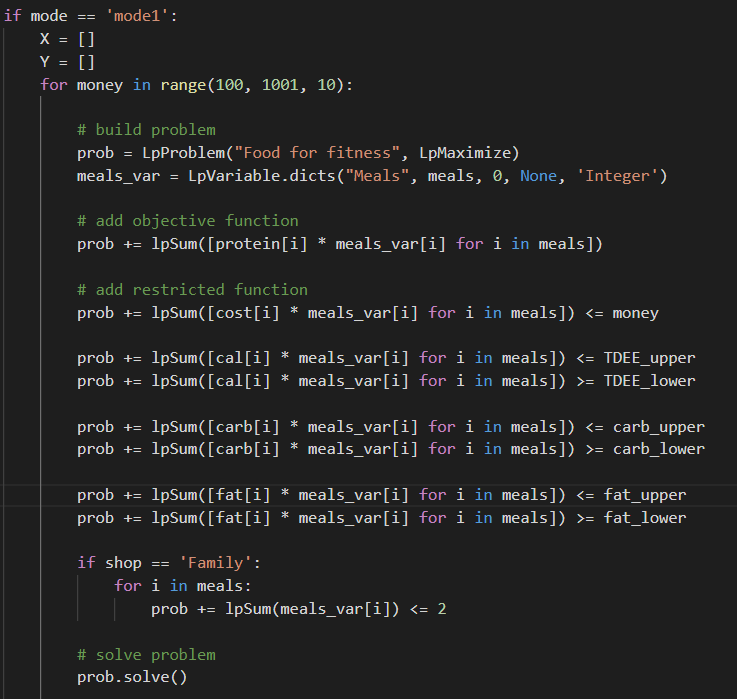 if mode == 'mode1':
    X = []
    Y = []
    for money in range(100, 1001, 10):

        # build problem
        prob = LpProblem("Food for fitness", LpMaximize)
        meals_var = LpVariable.dicts("Meals", meals, 0, None, 'Integer')

        # add objective function
        prob += lpSum([protein[i] * meals_var[i] for i in meals])

        # add restricted function
        prob += lpSum([cost[i] * meals_var[i] for i in meals]) <= money

        prob += lpSum([cal[i] * meals_var[i] for i in meals]) <= TDEE_upper
        prob += lpSum([cal[i] * meals_var[i] for i in meals]) >= TDEE_lower

        prob += lpSum([carb[i] * meals_var[i] for i in meals]) <= carb_upper
        prob += lpSum([carb[i] * meals_var[i] for i in meals]) >= carb_lower

        prob += lpSum([fat[i] * meals_var[i] for i in meals]) <= fat_upper
        prob += lpSum([fat[i] * meals_var[i] for i in meals]) >= fat_lower

        if shop == 'Family':
            for i in meals:
                prob += lpSum(meals_var[i]) <= 2

        # solve problem
        prob.solve()